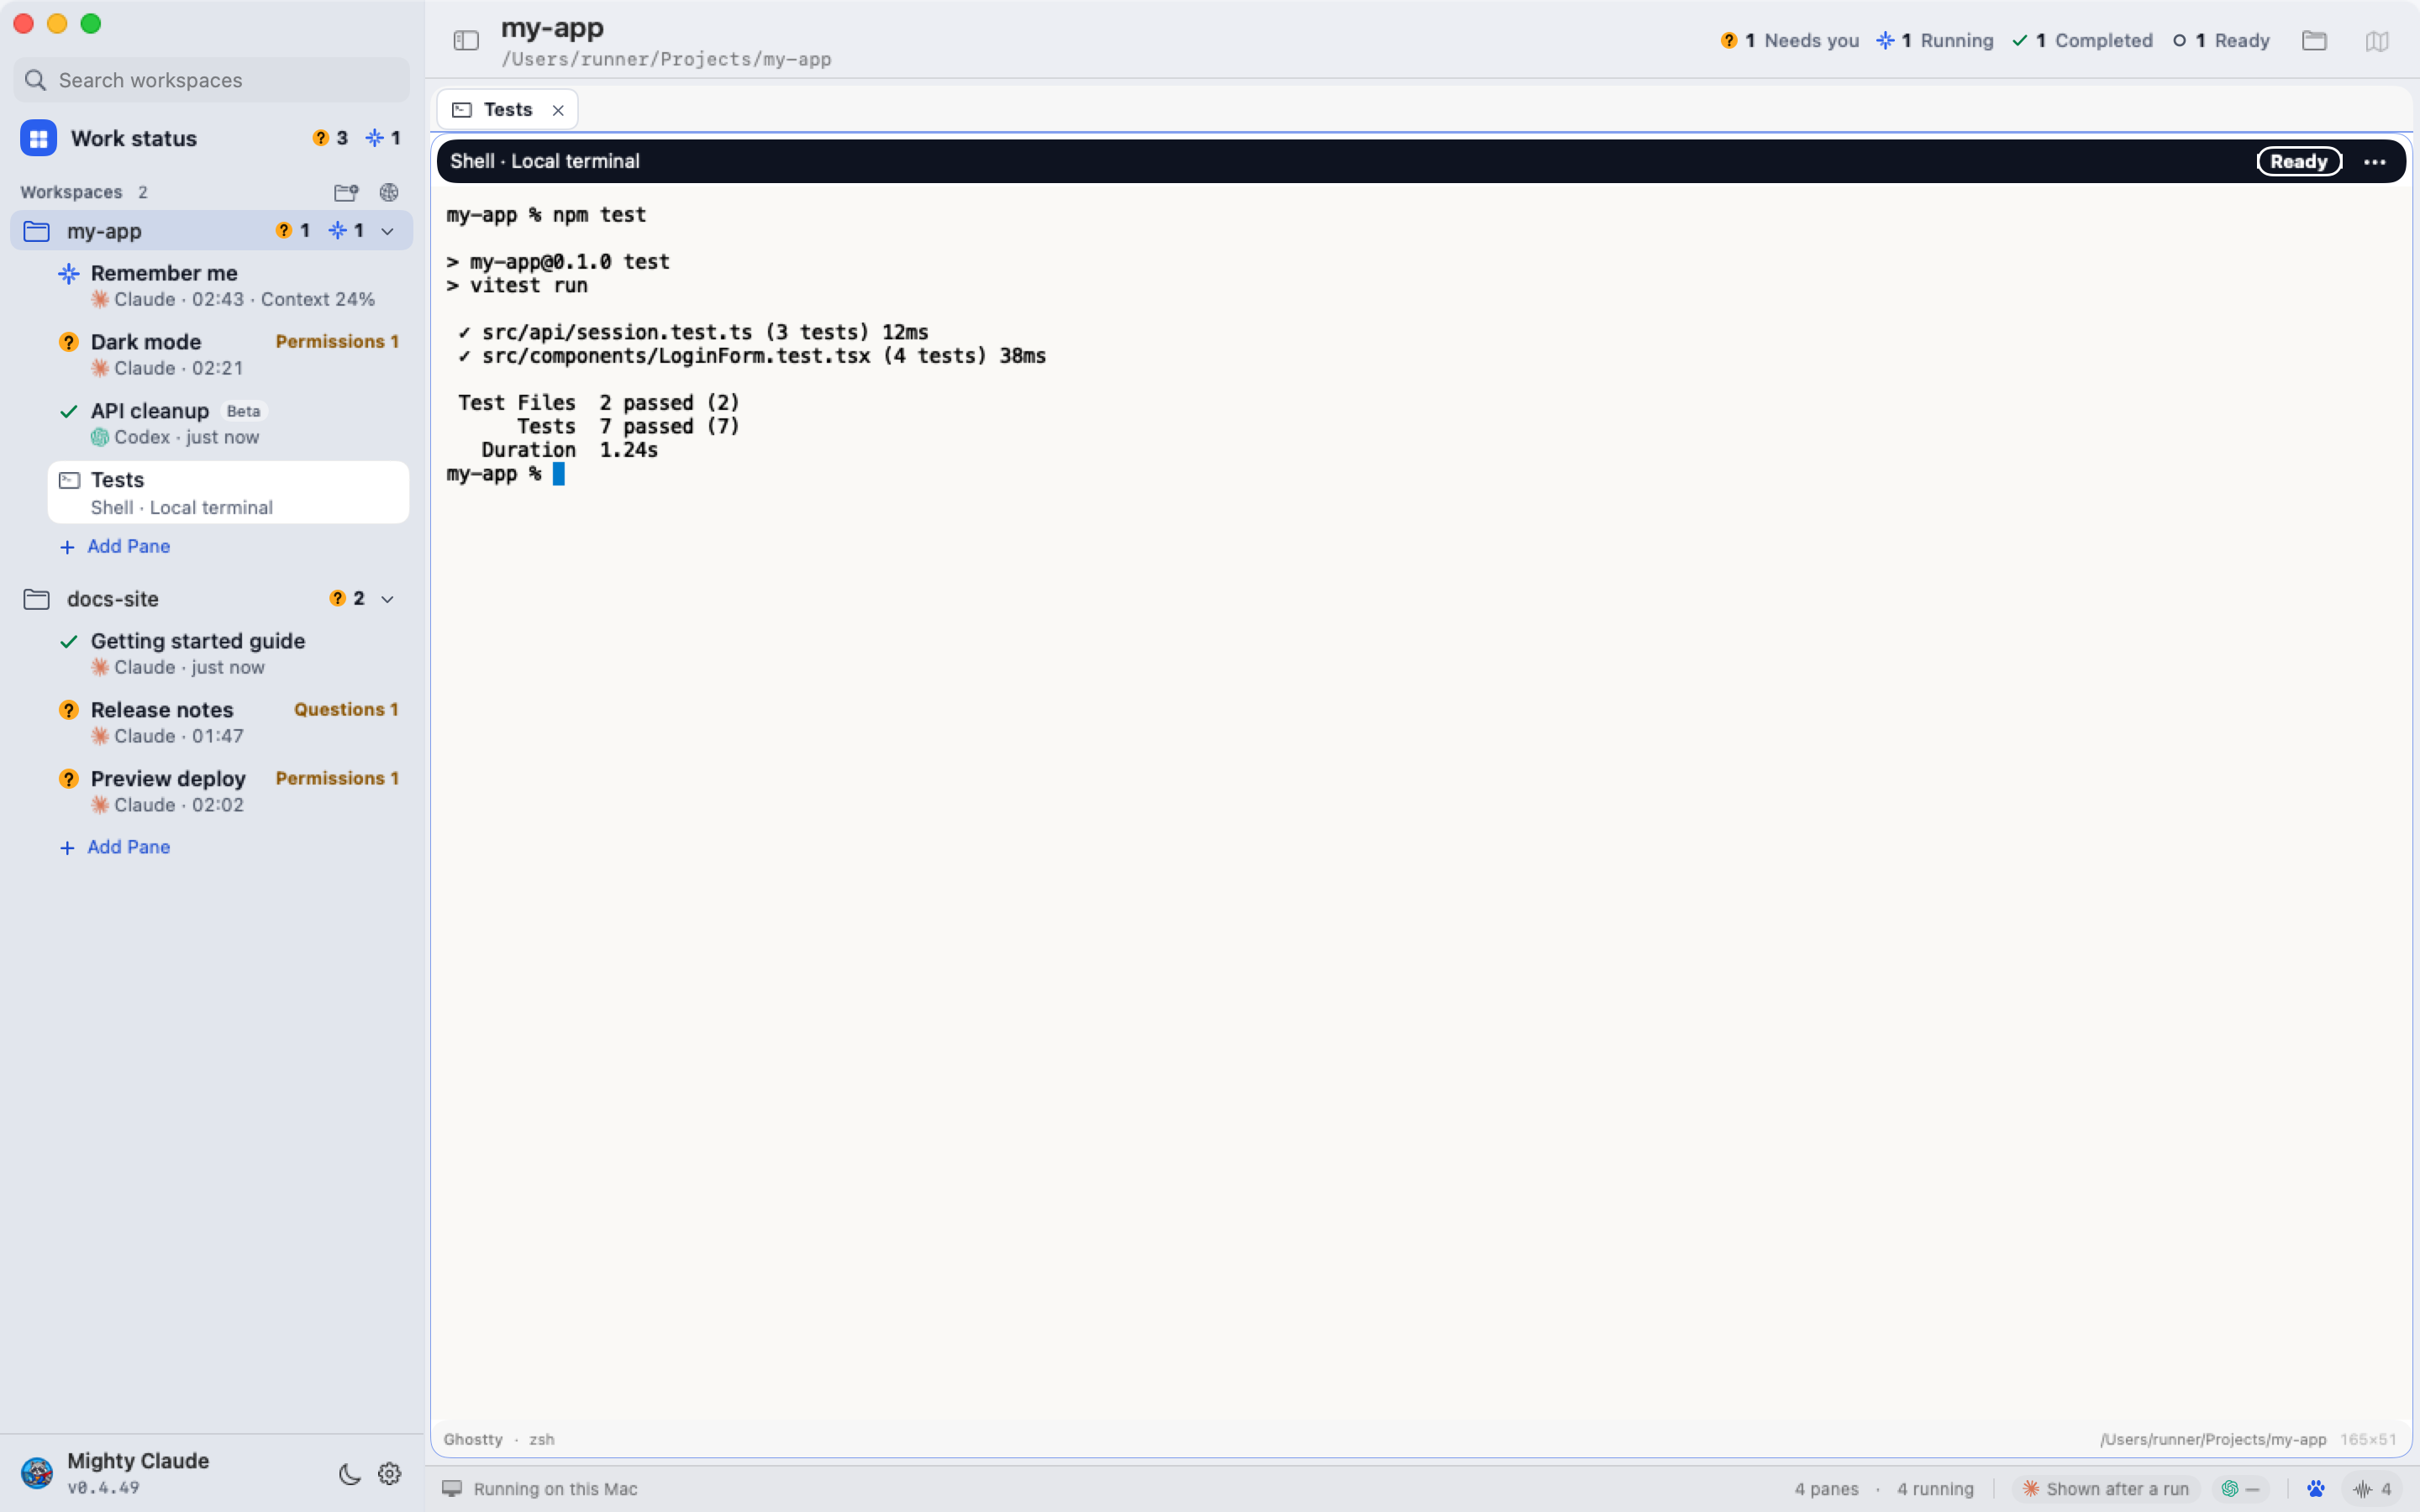 Search workspaces
Work status 3 1
Workspaces 2
my-app 1 1
Remember me
Claude · 02:43 · Context 24%
Dark mode Permissions 1
Claude · 02:21
API cleanup Beta
Codex · just now
Tests
Shell · Local terminal
+ Add Pane
docs-site 2
Getting started guide
Claude · just now
Release notes Questions 1
Claude · 01:47
Preview deploy Permissions 1
Claude · 02:02
+ Add Pane
Mighty Claude
v0.4.49
my-app
/Users/runner/Projects/my-app
1 Needs you 1 Running 1 Completed 1 Ready
Tests
Shell · Local terminal Ready
my-app % npm test
> my-app@0.1.0 test
> vitest run
✓ src/api/session.test.ts (3 tests) 12ms
✓ src/components/LoginForm.test.tsx (4 tests) 38ms
Test Files 2 passed (2)
Tests 7 passed (7)
Duration 1.24s
my-app %
Ghostty · zsh /Users/runner/Projects/my-app 165×51
Running on this Mac 4 panes · 4 running Shown after a run — 4